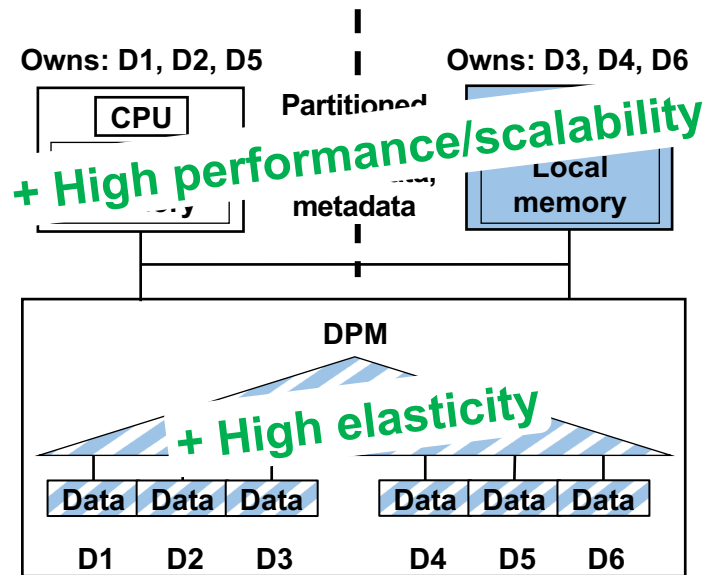 Owns: D1, D2, D5
Owns: D3, D4, D6
CPU
Partitioned
+ High performance/scalability
metadata
Local
memory
DPM
+ High elasticity
Data Data Data Data Data Data
D1 D2 D3 D4 D5 D6